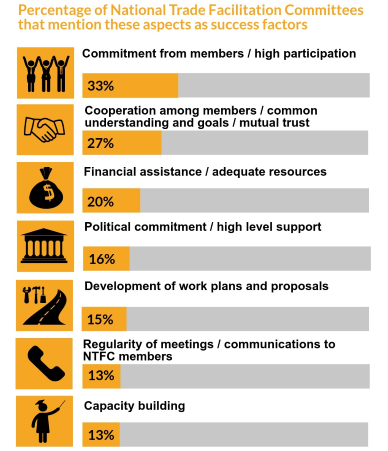 Percentage of National Trade Facilitation Committees
that mention these aspects as success factors
Commitment from members / high participation
33%
Cooperation among members / common
understanding and goals / mutual trust
27%
Financial assistance / adequate resources
20%
Political commitment / high level support
16%
Development of work plans and proposals
15%
Regularity of meetings / communications to
NTFC members
13%
Capacity building
13%